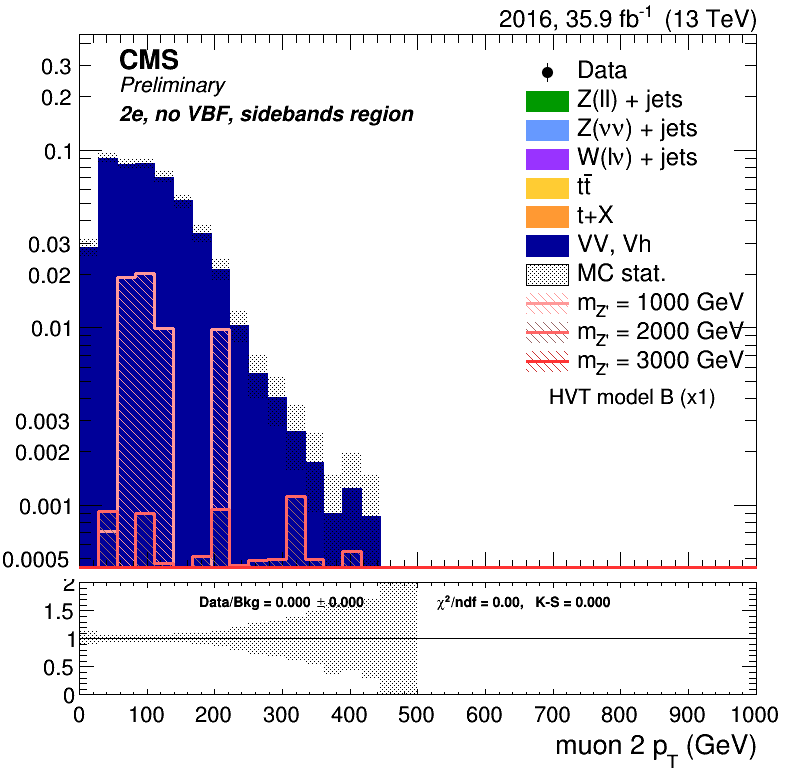 2016, 35.9 fb⁻¹ (13 TeV)
CMS
Preliminary
2e, no VBF, sidebands region
Data
Z(ll) + jets
Z(νν) + jets
W(lν) + jets
tt̄
t+X
VV, Vh
MC stat.
m_Z' = 1000 GeV
m_Z' = 2000 GeV
m_Z' = 3000 GeV
HVT model B (x1)
0.3
0.2
0.1
0.03
0.02
0.01
0.003
0.002
0.001
0.0005
Data/Bkg = 0.000 ± 0.000
χ²/ndf = 0.00, K-S = 0.000
2
1.5
1
0.5
0
0 100 200 300 400 500 600 700 800 900 1000
muon 2 p_T (GeV)